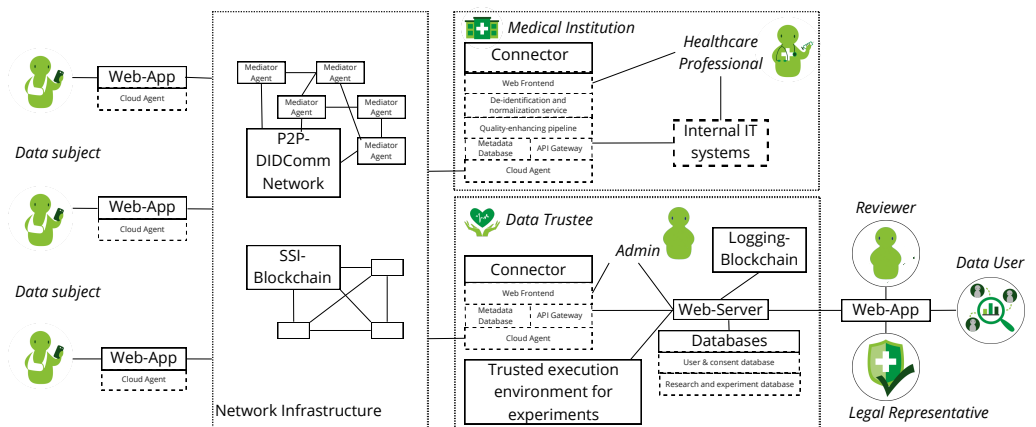 Web-App
Cloud Agent
Data subject
Web-App
Cloud Agent
Data subject
Web-App
Cloud Agent
Mediator
Agent
Mediator
Agent
Mediator
Agent
Mediator
Agent
Mediator
Agent
P2P-
DIDComm
Network
SSI-
Blockchain
Network Infrastructure
Medical Institution
Connector
Web Frontend
De-identification and
normalization service
Quality-enhancing pipeline
Metadata
Database
API Gateway
Cloud Agent
Healthcare
Professional
Internal IT
systems
Data Trustee
Connector
Web Frontend
Metadata
Database
API Gateway
Cloud Agent
Admin
Logging-
Blockchain
Web-Server
Databases
User & consent database
Research and experiment database
Trusted execution
environment for
experiments
Reviewer
Web-App
Data User
Legal Representative